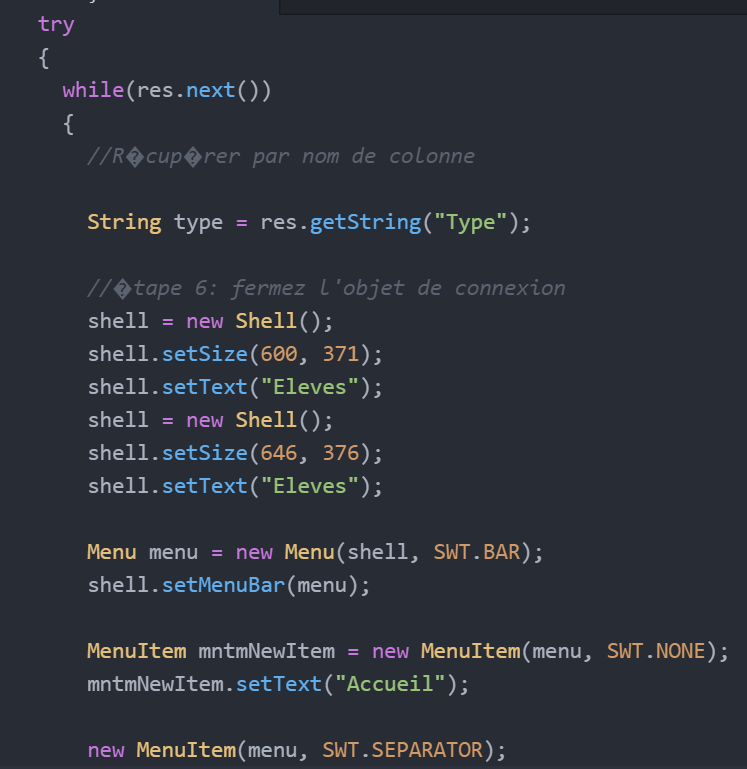 try
{
while(res.next())
{
//R�cup�rer par nom de colonne
String type = res.getString("Type");
//�tape 6: fermez l'objet de connexion
shell = new Shell();
shell.setSize(600, 371);
shell.setText("Eleves");
shell = new Shell();
shell.setSize(646, 376);
shell.setText("Eleves");
Menu menu = new Menu(shell, SWT.BAR);
shell.setMenuBar(menu);
MenuItem mntmNewItem = new MenuItem(menu, SWT.NONE);
mntmNewItem.setText("Accueil");
new MenuItem(menu, SWT.SEPARATOR);